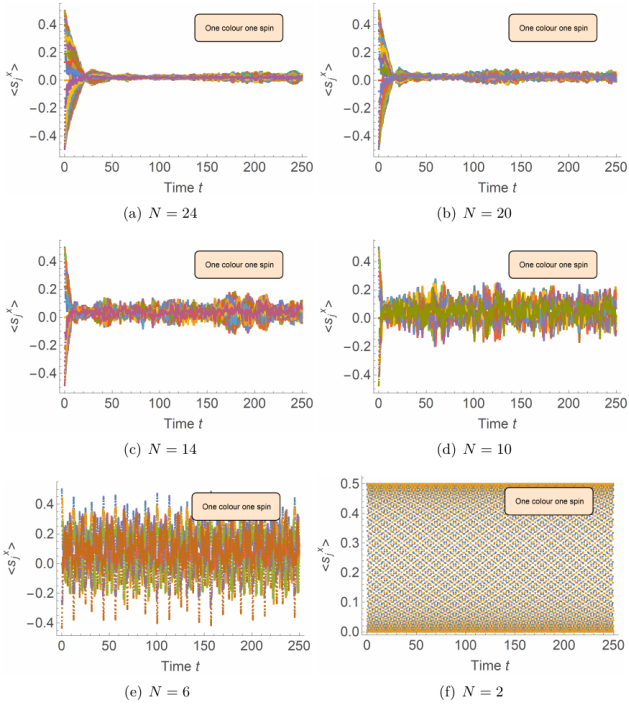 0.4
0.2
0.0
−0.2
−0.4
<s_j^x>
One colour one spin
0 50 100 150 200 250
Time t
(a) N = 24
0.4
0.2
0.0
−0.2
−0.4
<s_j^x>
One colour one spin
0 50 100 150 200 250
Time t
(b) N = 20
0.4
0.2
0.0
−0.2
−0.4
<s_j^x>
One colour one spin
0 50 100 150 200 250
Time t
(c) N = 14
0.4
0.2
0.0
−0.2
−0.4
<s_j^x>
One colour one spin
0 50 100 150 200 250
Time t
(d) N = 10
0.4
0.2
0.0
−0.2
−0.4
<s_j^x>
One colour one spin
0 50 100 150 200 250
Time t
(e) N = 6
0.5
0.4
0.3
0.2
0.1
0.0
<s_j^x>
One colour one spin
0 50 100 150 200 250
Time t
(f) N = 2